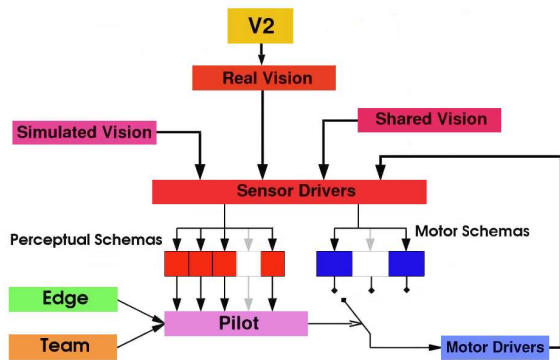 V2
Real Vision
Simulated Vision
Shared Vision
Sensor Drivers
Perceptual Schemas
Motor Schemas
Edge
Pilot
Team
Motor Drivers